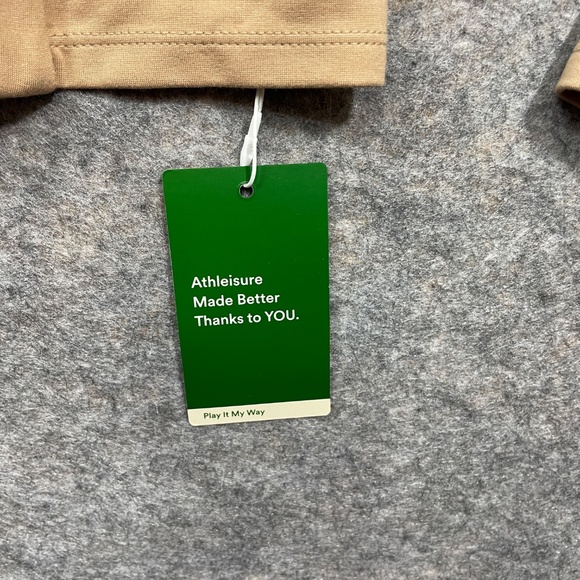 Athleisure
Made Better
Thanks to YOU.
Play It My Way